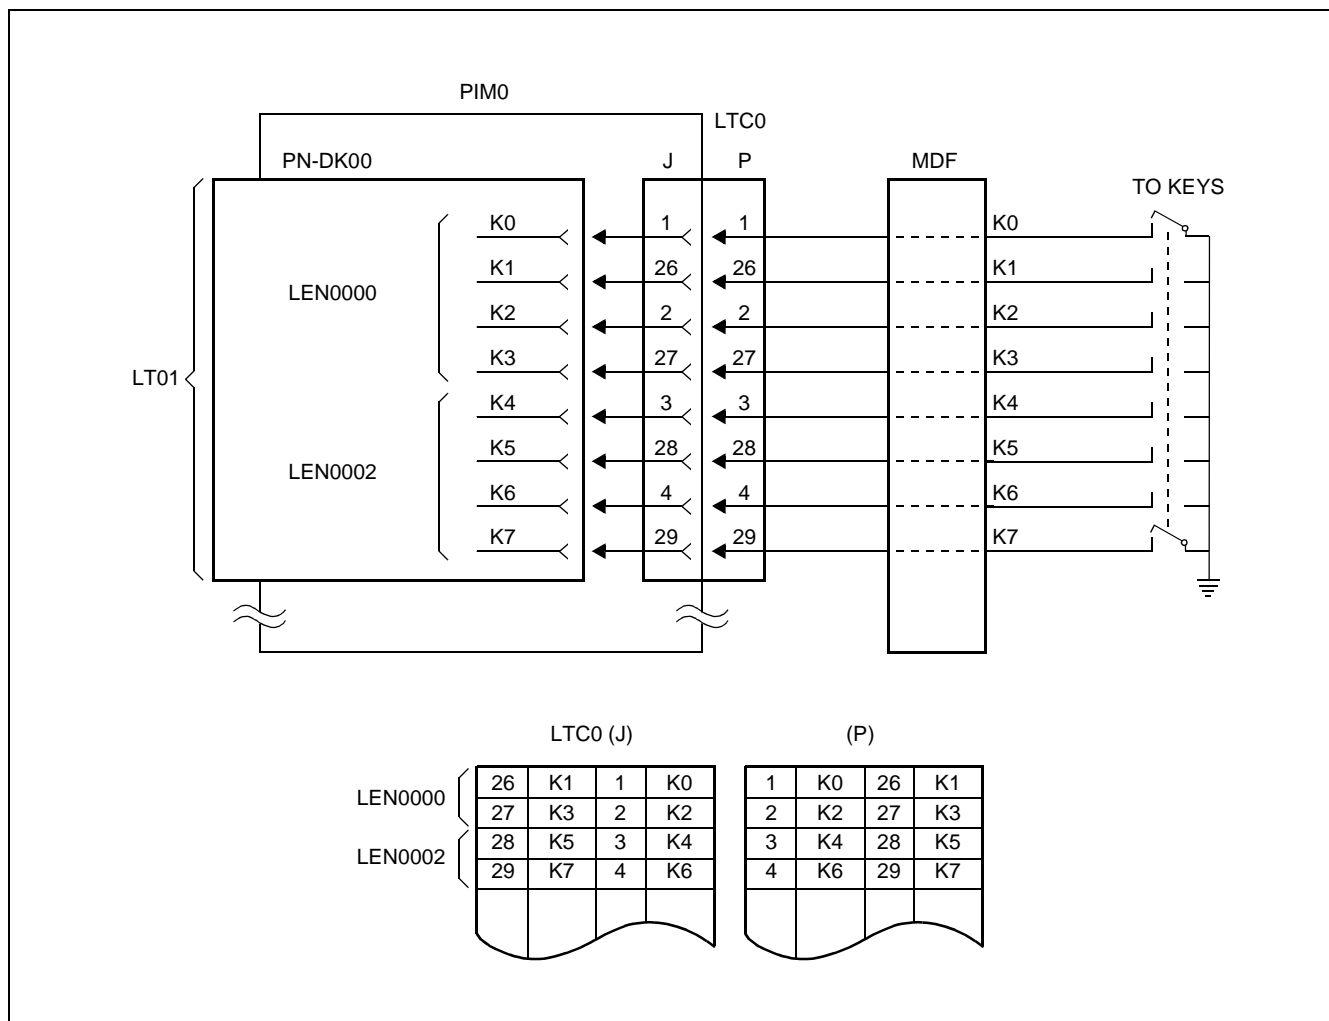 PIM0
LTC0
PN-DK00 J P MDF
TO KEYS
K0 1 1 K0
K1 26 26 K1
LEN0000
K2 2 2 K2
K3 27 27 K3
LT01
K4 3 3 K4
K5 28 28 K5
LEN0002
K6 4 4 K6
K7 29 29 K7
LTC0 (J) (P)
LEN0000
26 K1 1 K0 1 K0 26 K1
27 K3 2 K2 2 K2 27 K3
LEN0002
28 K5 3 K4 3 K4 28 K5
29 K7 4 K6 4 K6 29 K7